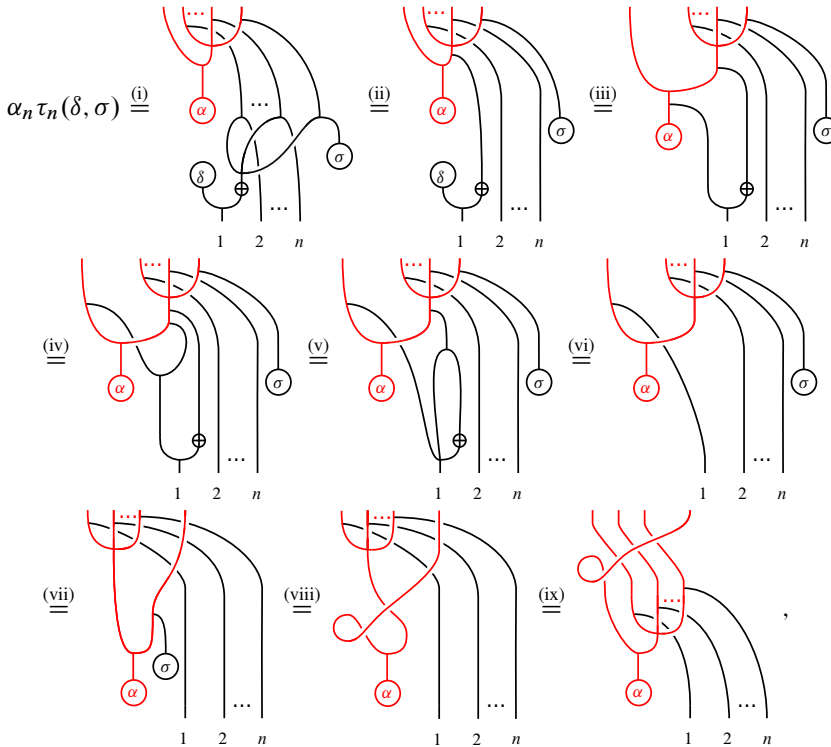 ... 
αₙτₙ(δ, σ) (i)= α ... δ ⊕ σ ... 1 2 n (ii)= ... α δ ⊕ σ ... 1 2 n (iii)= ... α ⊕ σ ... 1 2 n
(iv)= ... α σ ⊕ ... 1 2 n (v)= ... α σ ⊕ ... 1 2 n (vi)= ... α σ ... 1 2 n
(vii)= ... α σ ... 1 2 n (viii)= ... α ... 1 2 n (ix)= ... α 1 2 ... n ,